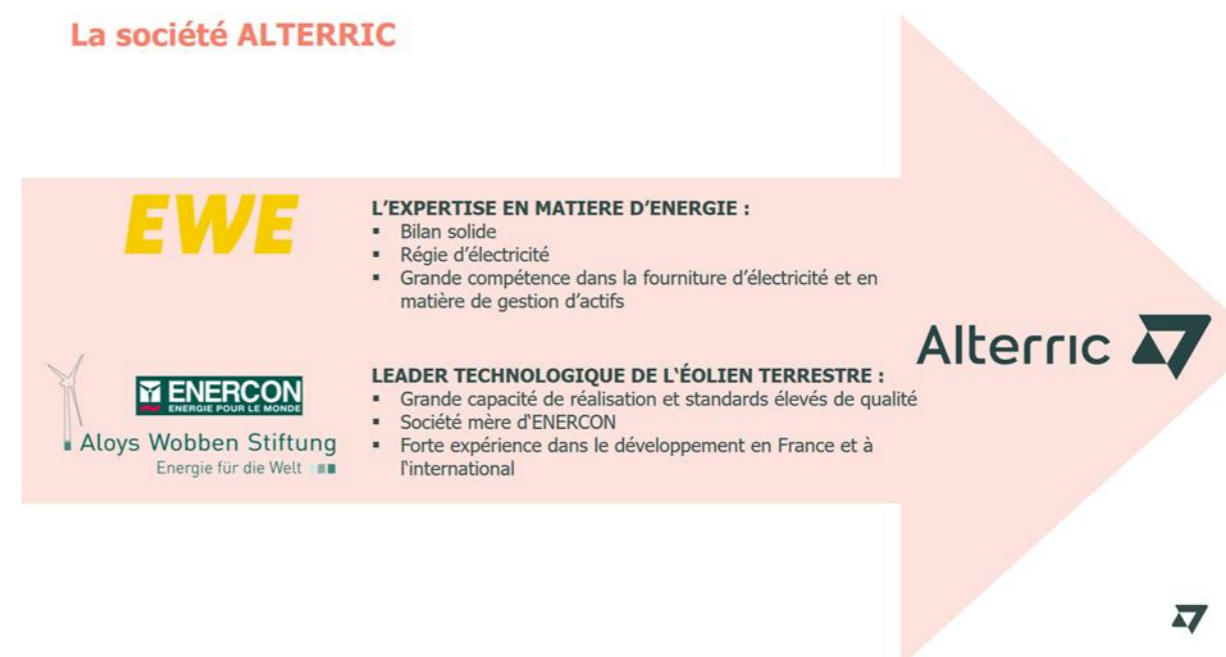 La société ALTERRIC
EWE
L'EXPERTISE EN MATIERE D'ENERGIE :
▪ Bilan solide
▪ Régie d'électricité
▪ Grande compétence dans la fourniture d'électricité et en
matière de gestion d'actifs
Alterric
ENERCON
ENERGIE POUR LE MONDE
Aloys Wobben Stiftung
Energie für die Welt
LEADER TECHNOLOGIQUE DE L‛ÉOLIEN TERRESTRE :
▪ Grande capacité de réalisation et standards élevés de qualité
▪ Société mère d‛ENERCON
▪ Forte expérience dans le développement en France et à
l‛international